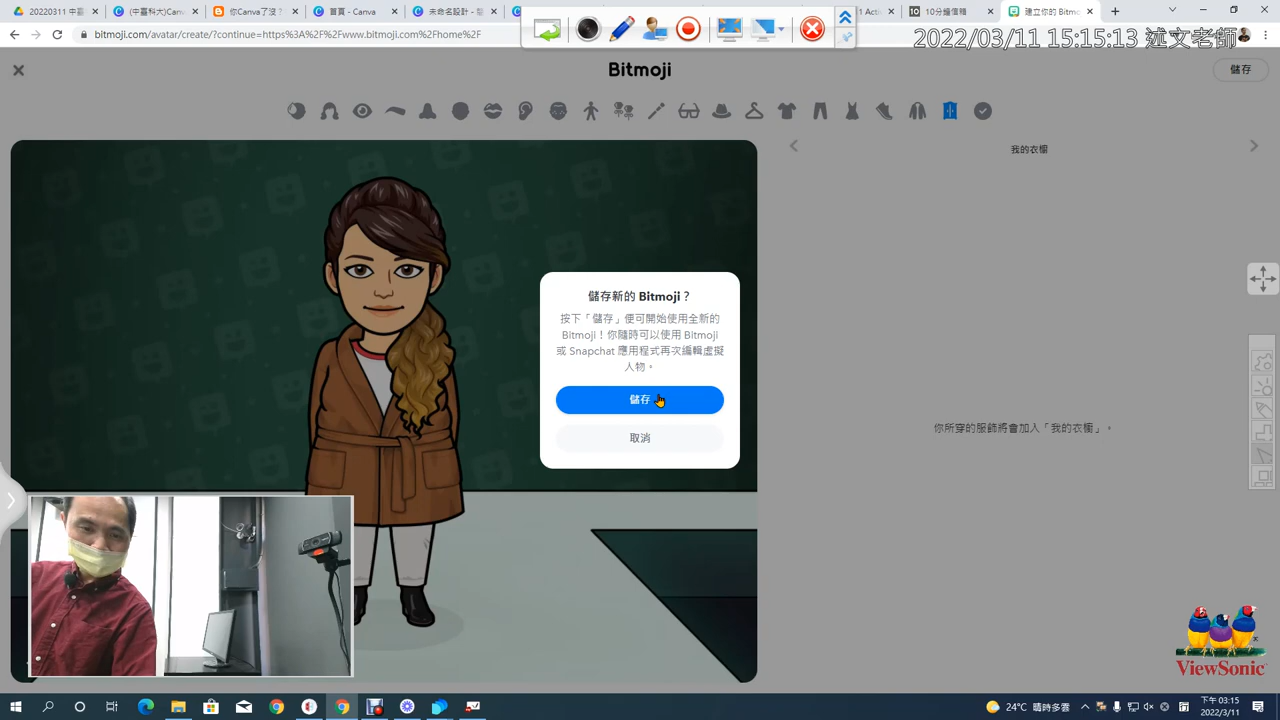 20220311 中嘉
(中嘉科大)Canva
你Canva了沒？
首頁 - Canva
未命名設計 -
10分鐘信箱
建立你的 Bitmo
bitmoji.com/avatar/create/?continue=https%3A%2F%2Fwww.bitmoji.com%2Fhome%2F
2022/03/11 15:15:13 述文老師
Bitmoji
儲存
我的衣櫥
儲存新的 Bitmoji？
按下「儲存」便可開始使用全新的
Bitmoji！你隨時可以使用 Bitmoji
或 Snapchat 應用程式再次編輯虛擬
人物。
儲存
取消
你所穿的服飾將會加入「我的衣櫥」。
ViewSonic
24°C 晴時多雲
下午 03:15
2022/3/11